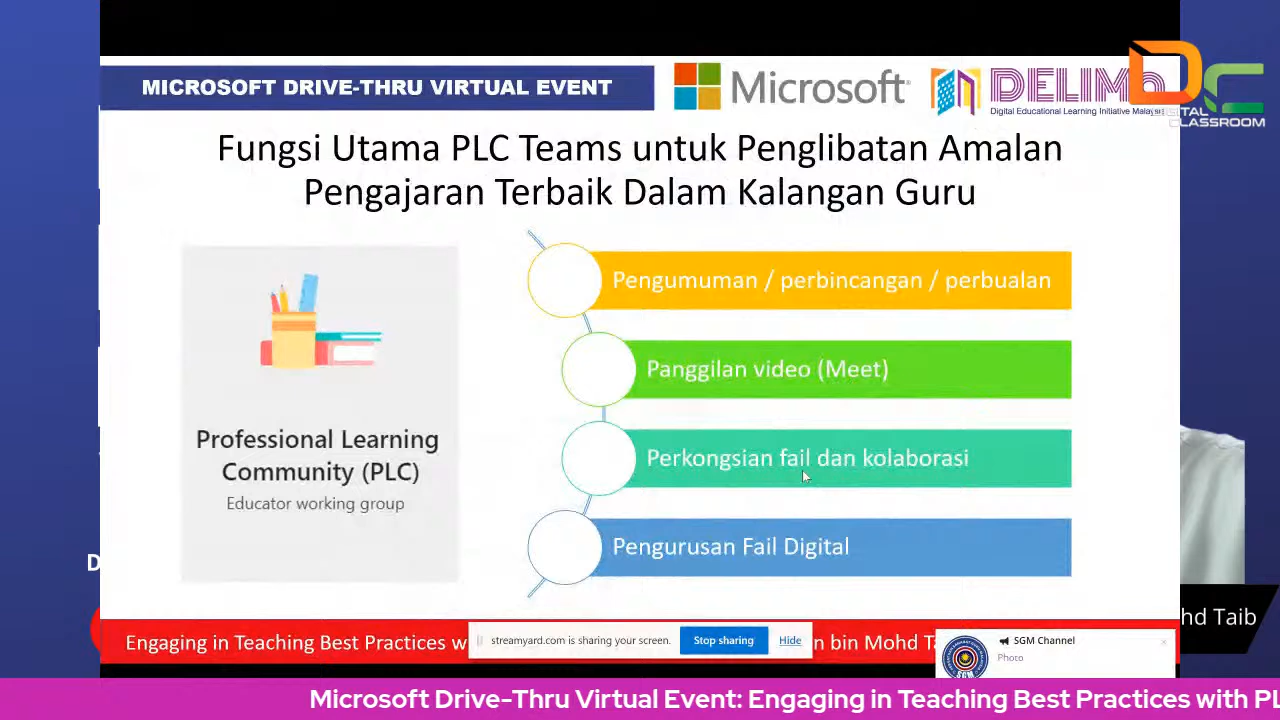 MICROSOFT DRIVE-THRU VIRTUAL EVENT
Microsoft
DELIMa
Digital Educational Learning Initiative Malaysia
DIGITAL
CLASSROOM
Fungsi Utama PLC Teams untuk Penglibatan Amalan
Pengajaran Terbaik Dalam Kalangan Guru
Professional Learning
Community (PLC)
Educator working group
Pengumuman / perbincangan / perbualan
Panggilan video (Meet)
Perkongsian fail dan kolaborasi
Pengurusan Fail Digital
D
hd Taib
Engaging in Teaching Best Practices w
n bin Mohd Ta
streamyard.com is sharing your screen.
Stop sharing
Hide
SGM Channel
Photo
SGM
Microsoft Drive-Thru Virtual Event: Engaging in Teaching Best Practices with PL